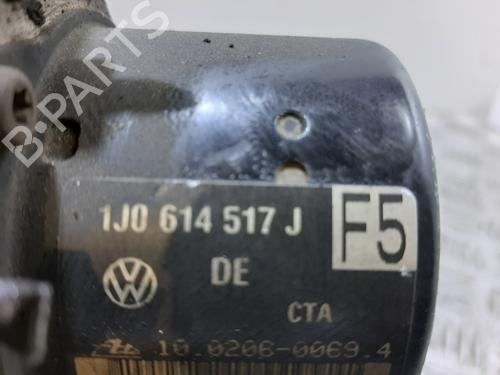 B-PARTS
1J0 614 517 J
F5
DE
CTA
10.0206-0069.4